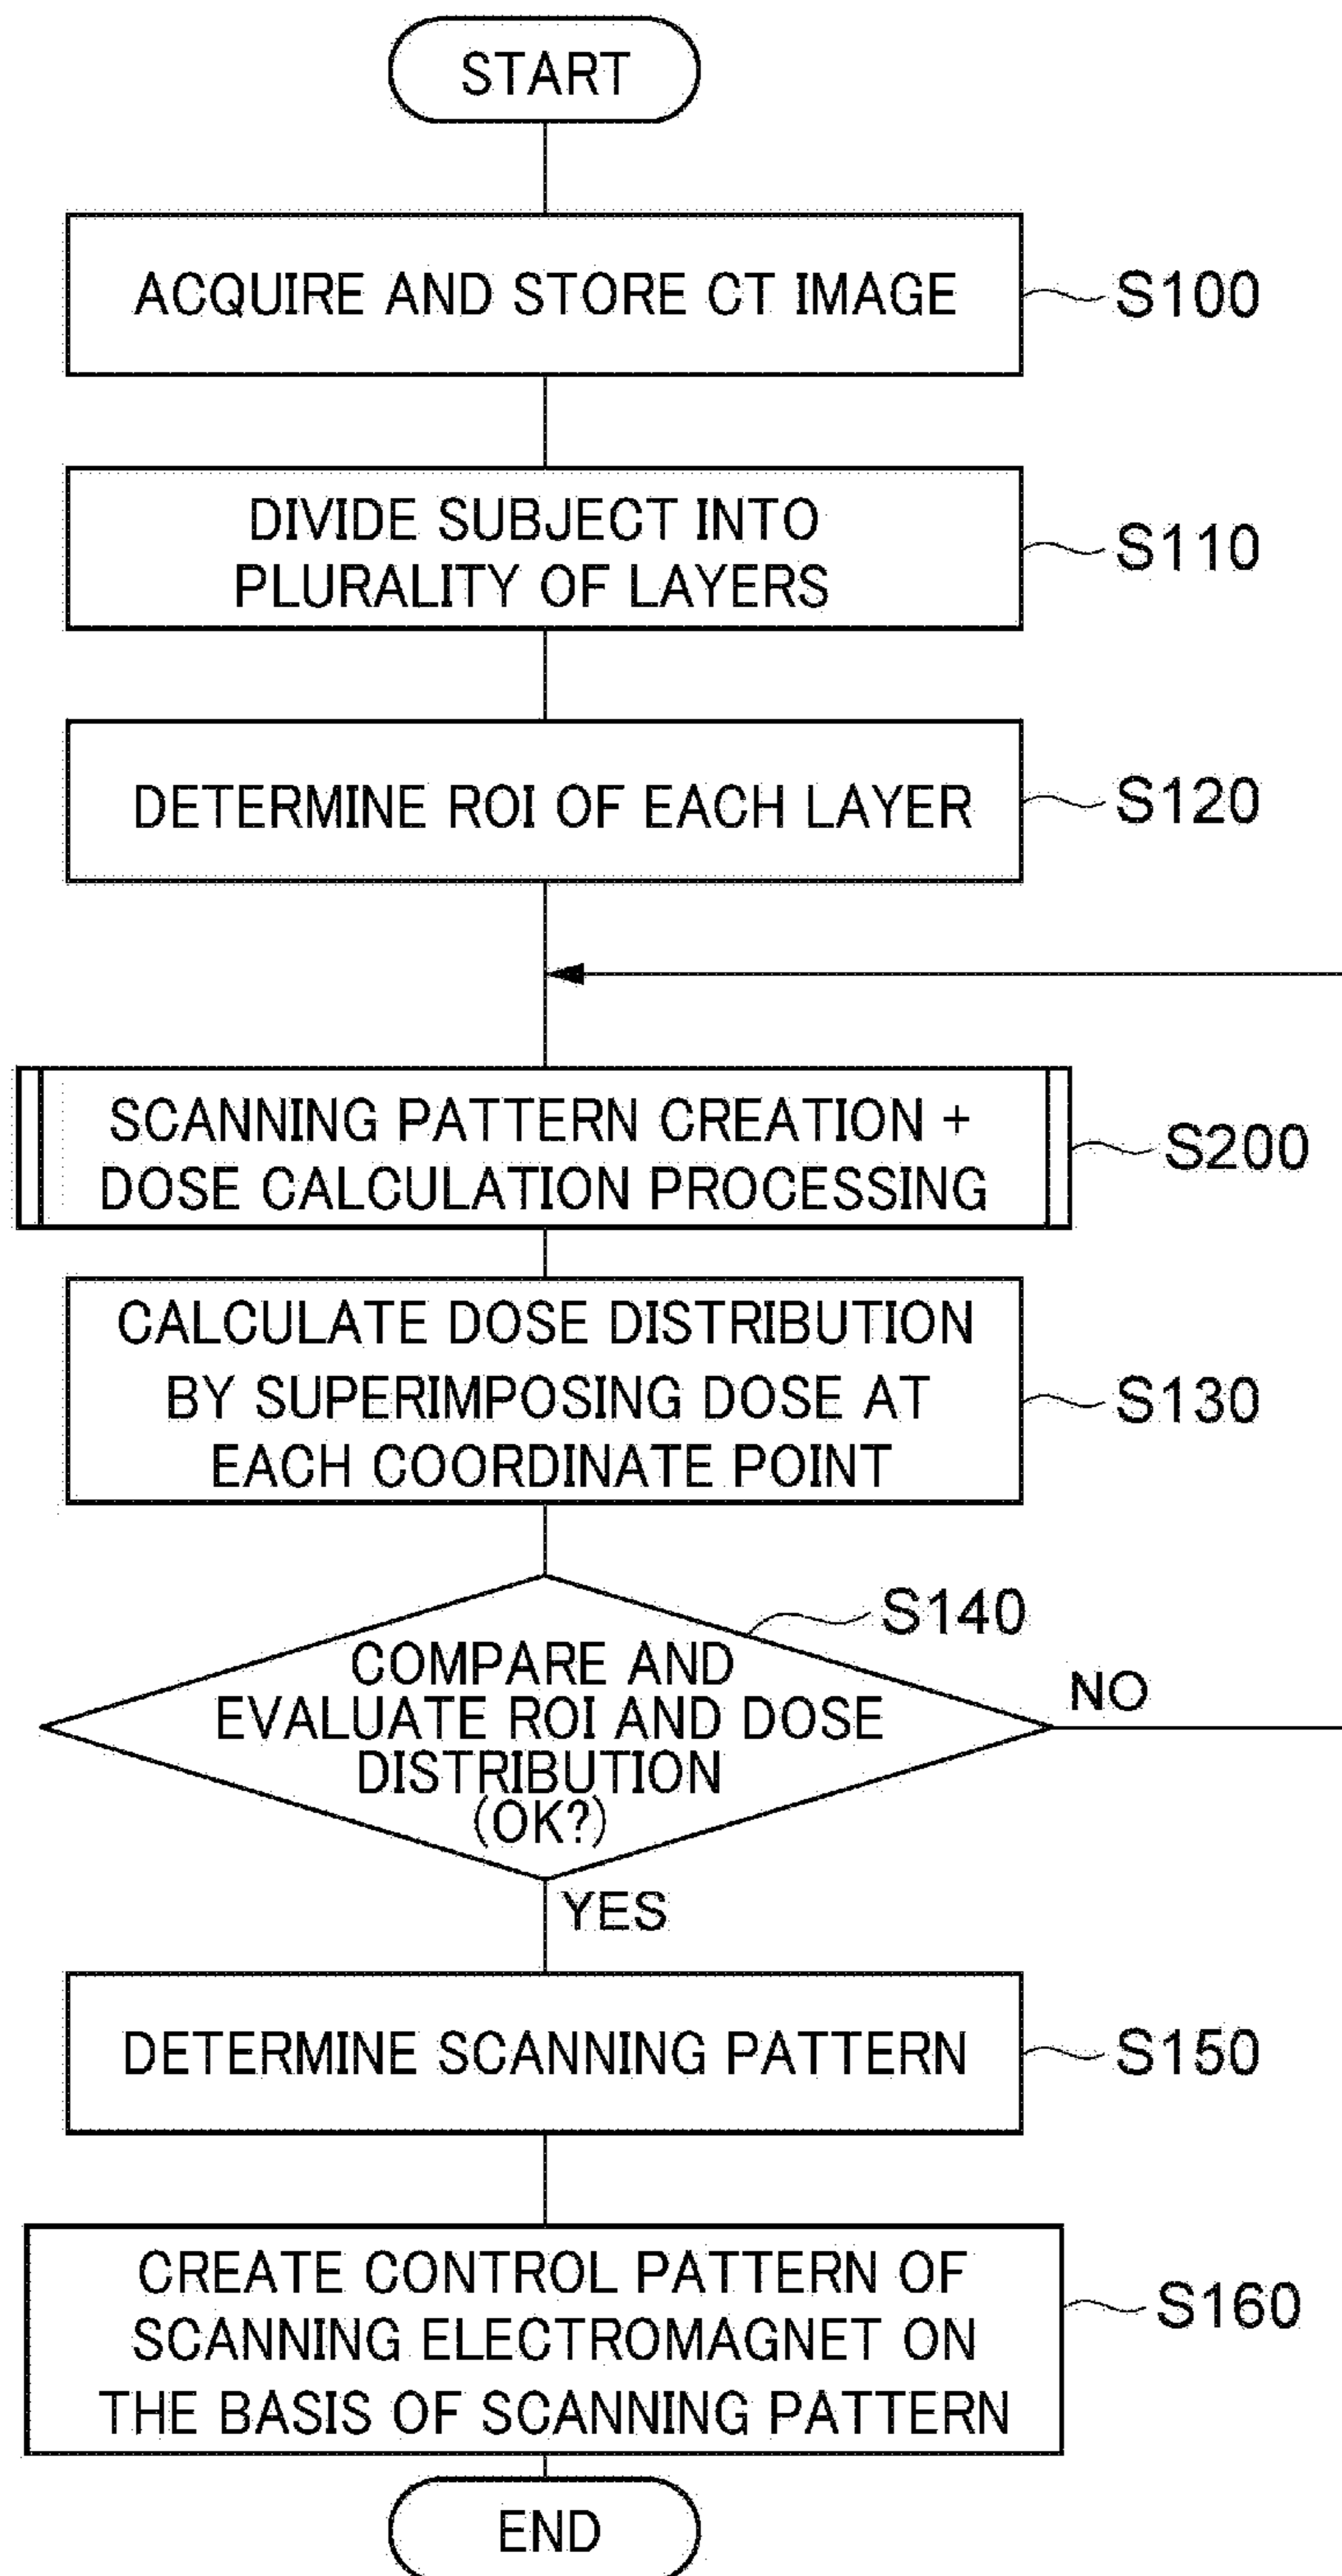 START
ACQUIRE AND STORE CT IMAGE
S100
DIVIDE SUBJECT INTO
PLURALITY OF LAYERS
S110
DETERMINE ROI OF EACH LAYER
S120
SCANNING PATTERN CREATION +
DOSE CALCULATION PROCESSING
S200
CALCULATE DOSE DISTRIBUTION
BY SUPERIMPOSING DOSE AT
EACH COORDINATE POINT
S130
S140
COMPARE AND
EVALUATE ROI AND DOSE
DISTRIBUTION
(OK?)
NO
YES
DETERMINE SCANNING PATTERN
S150
CREATE CONTROL PATTERN OF
SCANNING ELECTROMAGNET ON
THE BASIS OF SCANNING PATTERN
S160
END